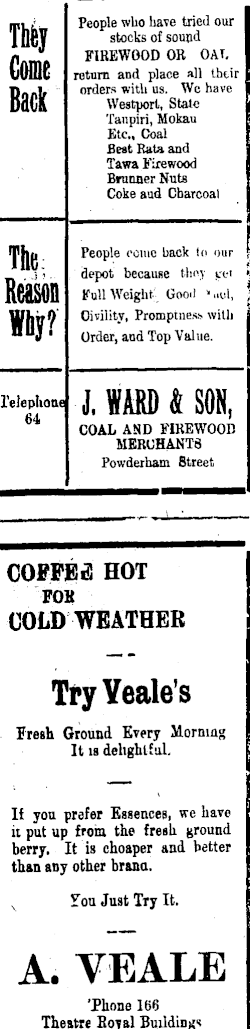 They
Come
Back
People who have tried our
stocks of sound
FIREWOOD OR OAL
return and place all their
orders with us. We have
Westport, State
Taupiri, Mokau
Etc., Coal
Best Rata and
Tawa Firewood
Brunner Nuts
Coke and Charcoal
The
Reason
Why?
People come back to our
depot because they get
Full Weight Good uel,
Civility, Promptness with
Order, and Top Value.
Telephone
64
J. WARD & SON,
COAL AND FIREWOOD
MERCHANTS
Powderham Street
COFFEE HOT
FOR
COLD WEATHER
Try Veale's
Fresh Ground Every Morning
It is delightful.
If you prefer Essences, we have
it put up from the fresh ground
berry. It is cheaper and better
than any other brand.
You Just Try It.
A. VEALE
'Phone 166
Theatre Royal Buildings